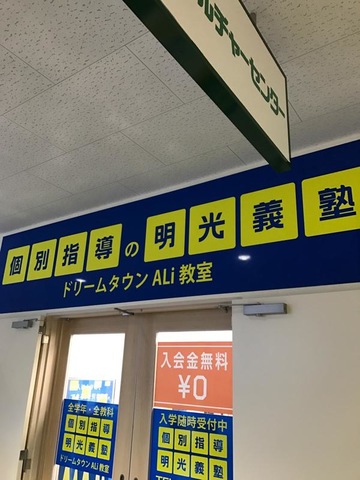 ルチャーセンター
個別指導の明光義塾
ドリームタウン ALi 教室
入会金無料
¥0
全学年・全教科
個別指導
明光義塾
ドリームタウン ALi 教室
入学随時受付中
個別指導
明光義塾